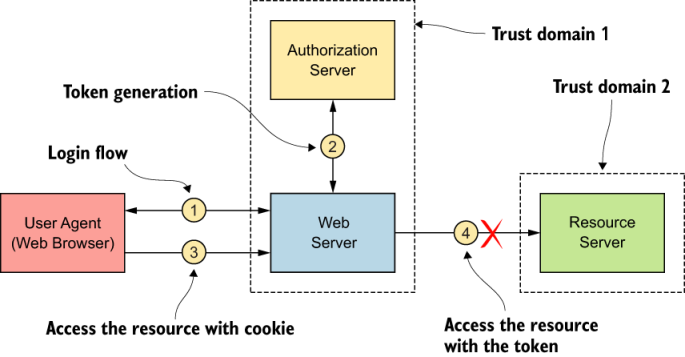 Trust domain 1
Authorization
Server
Token generation
Trust domain 2
2
Login flow
1
User Agent
(Web Browser)
Web
Server
4
Resource
Server
3
Access the resource with cookie
Access the resource
with the token